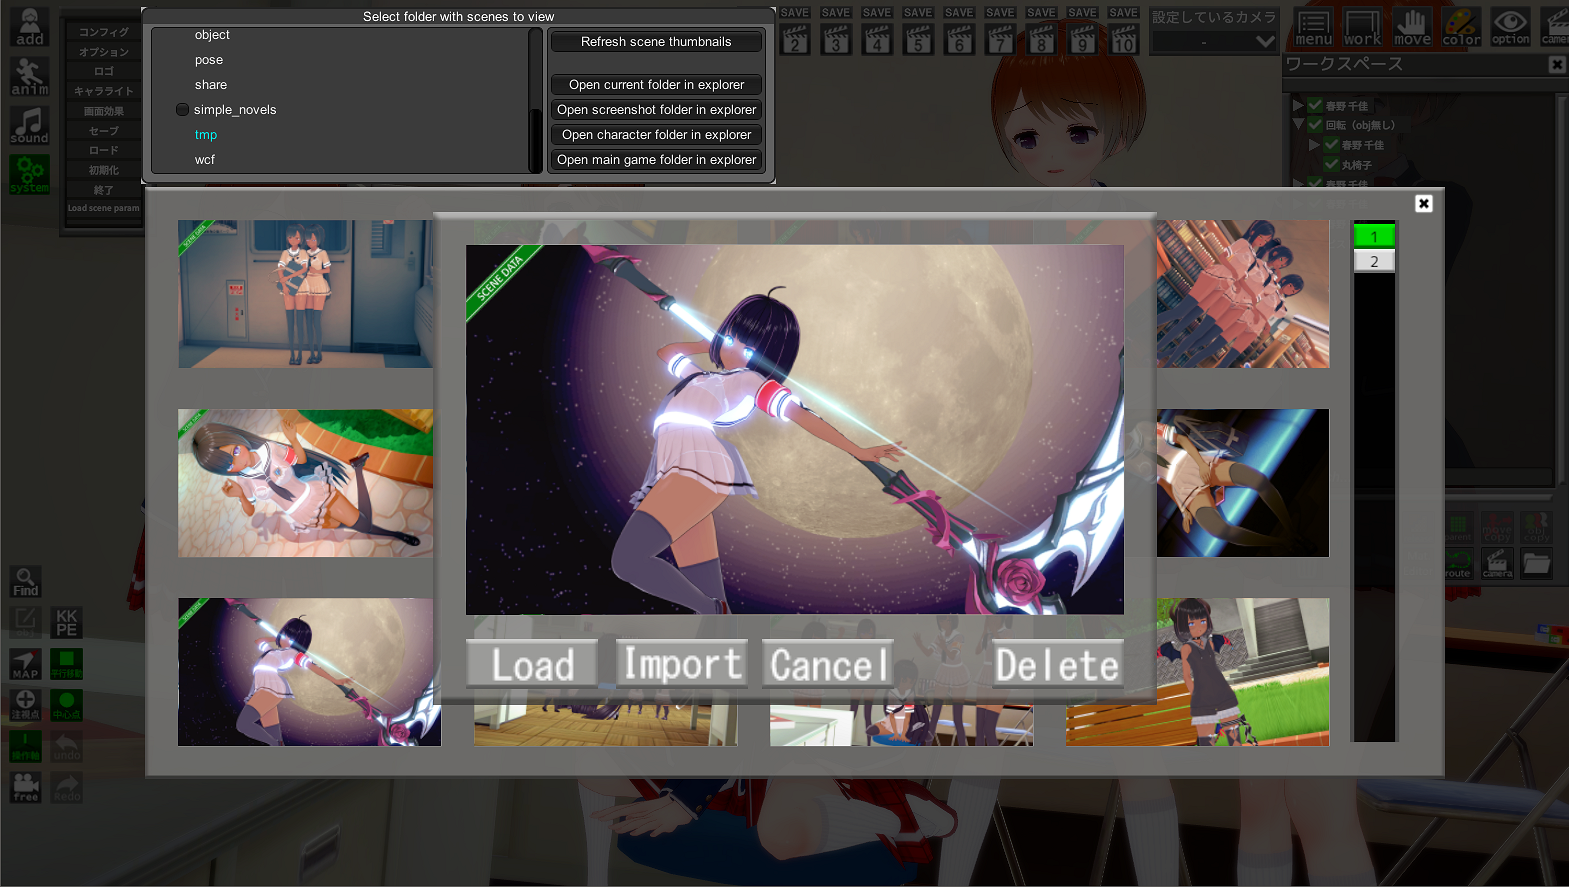 Select folder with scenes to view
object
pose
share
simple_novels
tmp
wcf
Refresh scene thumbnails
Open current folder in explorer
Open screenshot folder in explorer
Open character folder in explorer
Open main game folder in explorer
add
anim
sound
system
コンフィグ
オプション
ロゴ
キャラライト
画面効果
セーブ
ロード
初期化
終了
Load scene param
SAVE SAVE SAVE SAVE SAVE SAVE SAVE SAVE SAVE
2 3 4 5 6 7 8 9 10
設定しているカメラ
-
menu work move color option
ワークスペース
春野 千佳
回転（obj無し）
春野 千佳
丸椅子
春野 千佳
1
2
SCENE DATA
SCENE DATA
SCENE DATA
SCENE DATA
Load Import Cancel Delete
Find
KK
PE
MAP
平行移動
注視点
中心点
操作軸
undo
free
Redo
parent
copy
copy
route
camera